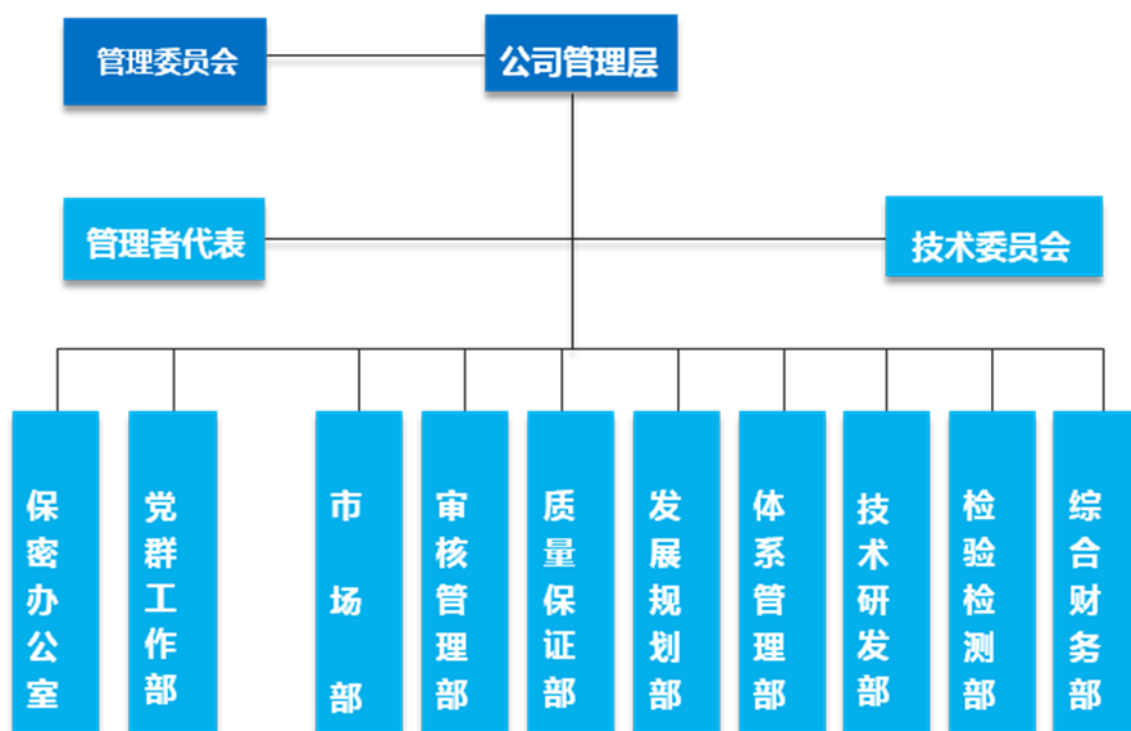 管理委员会
公司管理层
管理者代表
技术委员会
保密办公室
党群工作部
市场部
审核管理部
质量保证部
发展规划部
体系管理部
技术研发部
检验检测部
综合财务部